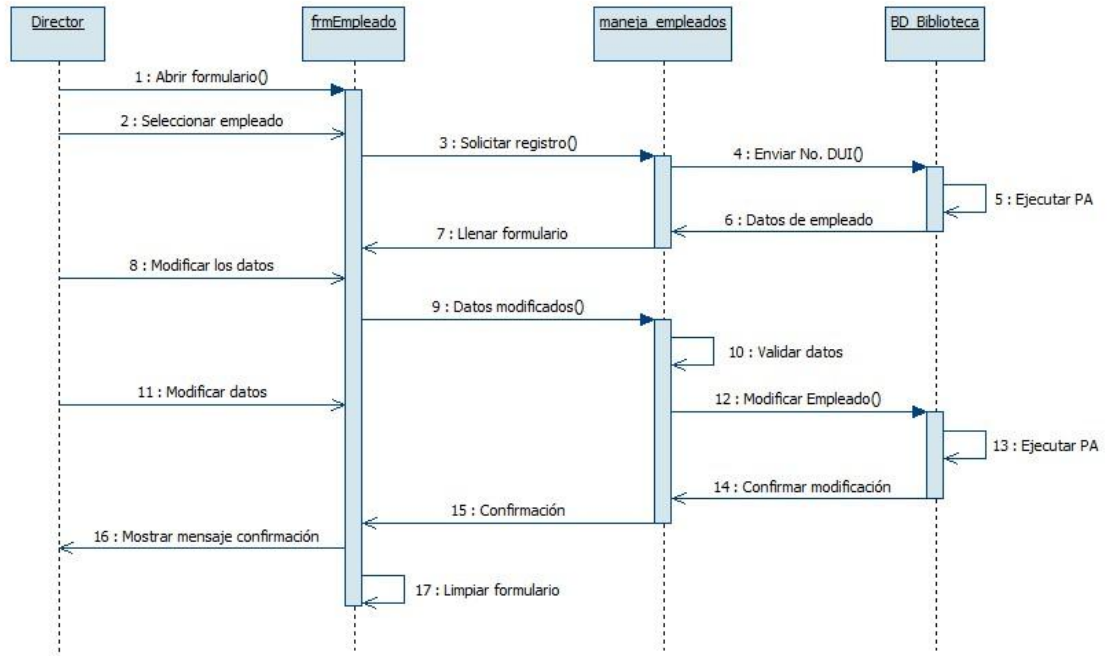 Director
frmEmpleado
maneja_empleados
BD_Biblioteca
1 : Abrir formulario()
2 : Seleccionar empleado
3 : Solicitar registro()
4 : Enviar No. DUI()
5 : Ejecutar PA
6 : Datos de empleado
7 : Llenar formulario
8 : Modificar los datos
9 : Datos modificados()
10 : Validar datos
11 : Modificar datos
12 : Modificar Empleado()
13 : Ejecutar PA
14 : Confirmar modificación
15 : Confirmación
16 : Mostrar mensaje confirmación
17 : Limpiar formulario